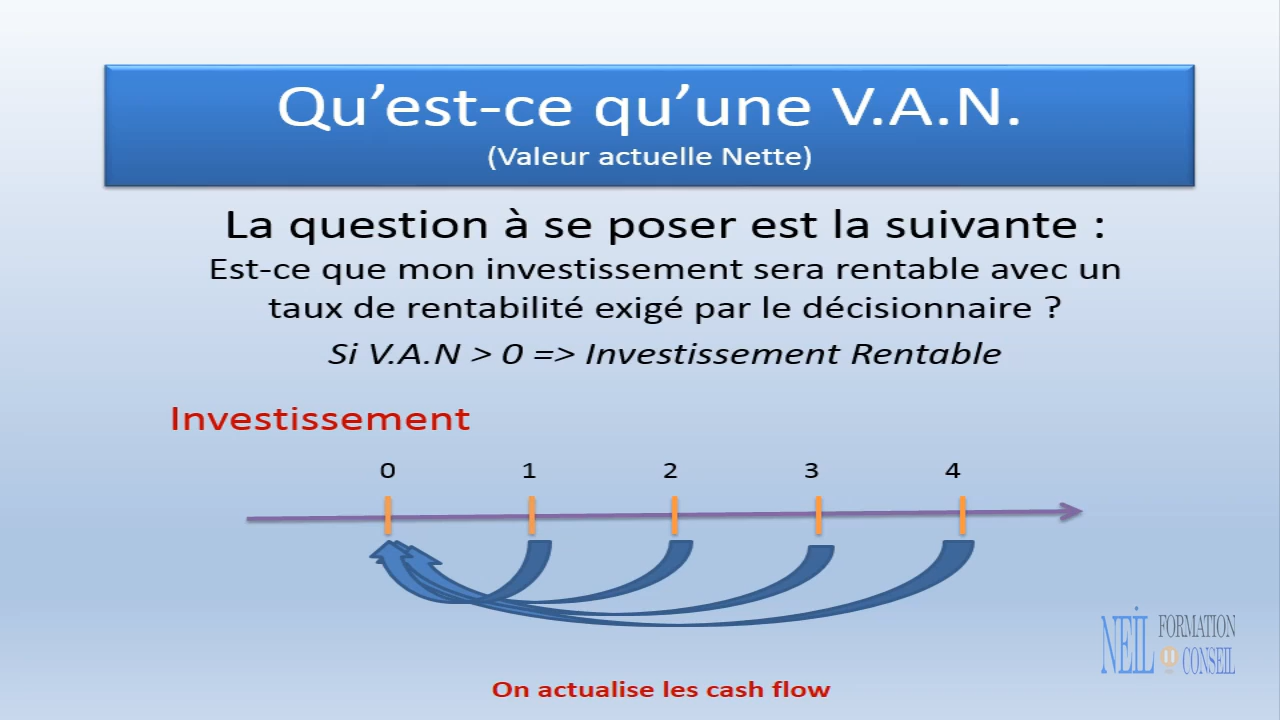 Qu’est-ce qu’une V.A.N.
(Valeur actuelle Nette)
La question à se poser est la suivante :
Est-ce que mon investissement sera rentable avec un
taux de rentabilité exigé par le décisionnaire ?
Si V.A.N > 0 => Investissement Rentable
Investissement
0 1 2 3 4
NEIL FORMATION
CONSEIL
On actualise les cash flow